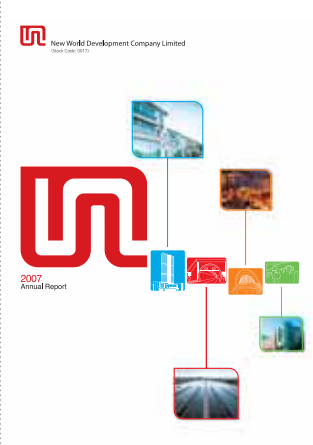 New World Development Company Limited
(Stock Code: 0017)
2007
Annual Report